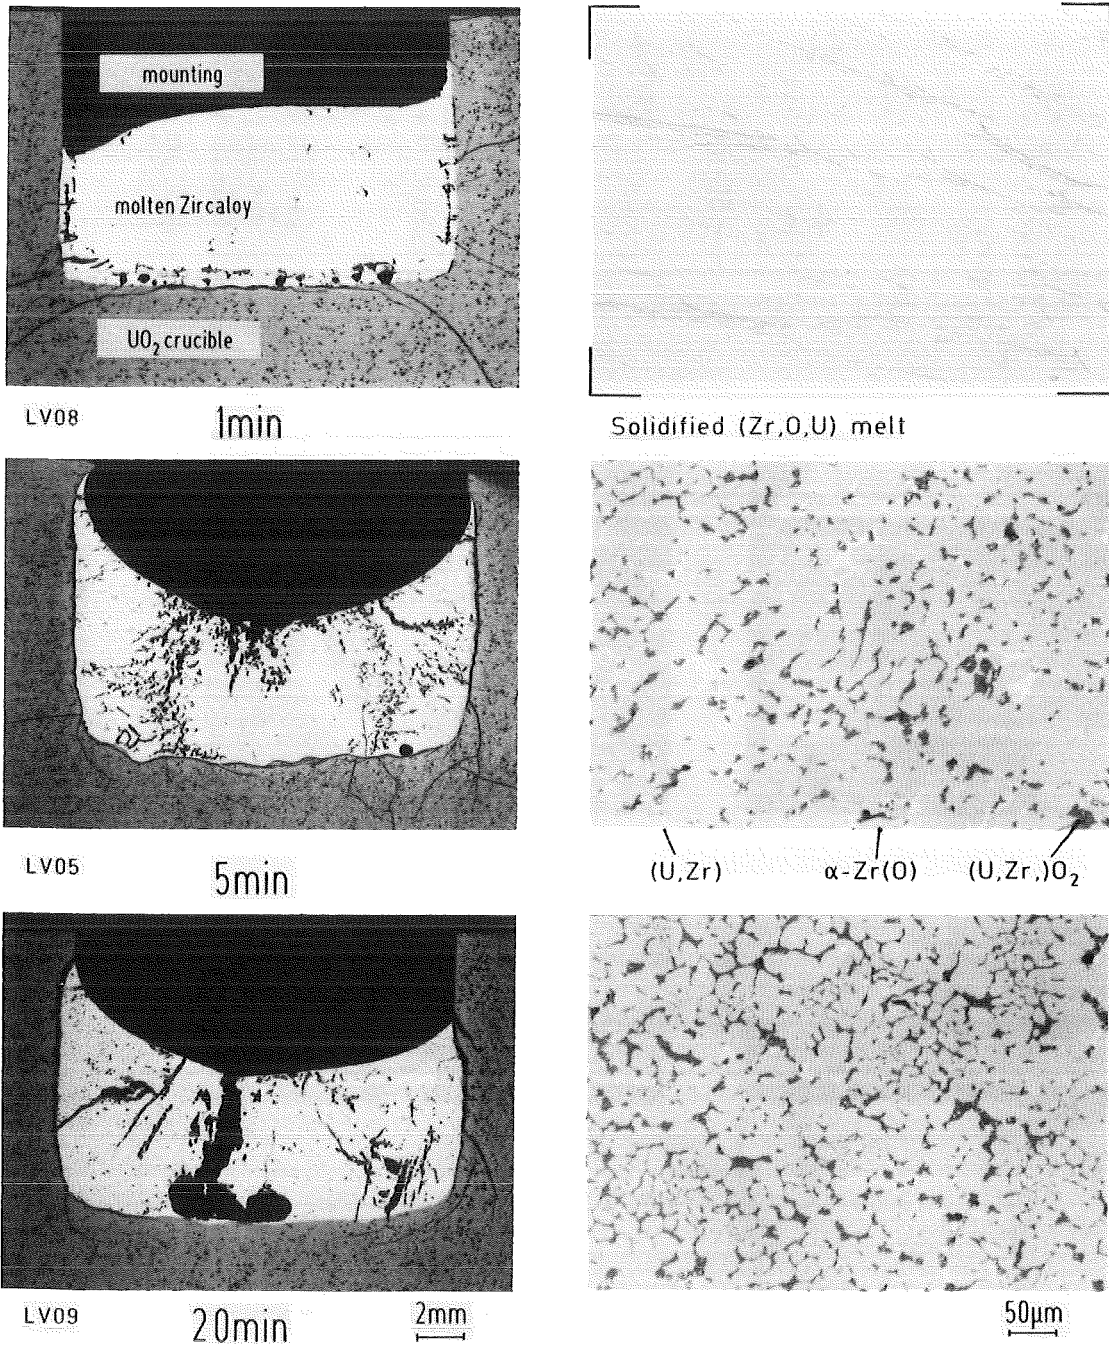 mounting
molten Zircaloy
UO₂ crucible
LV08 1min
Solidified (Zr,O,U) melt
LV05 5min
(U,Zr) α-Zr(O) (U,Zr,)O₂
LV09 20min 2mm
50μm